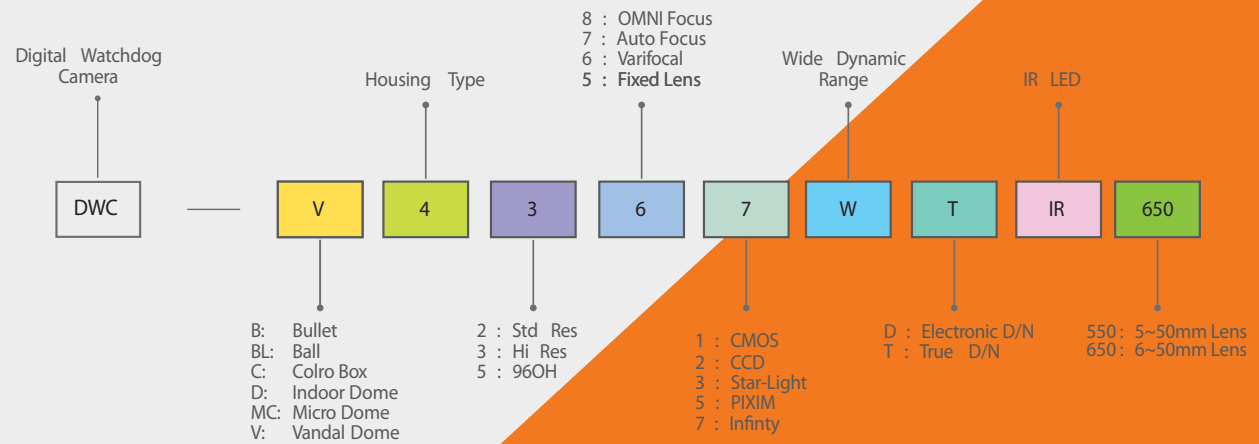 8 : OMNI Focus
7 : Auto Focus
6 : Varifocal
5 : Fixed Lens
Digital Watchdog
Camera
Housing Type
Wide Dynamic
Range
IR LED
DWC
V
4
3
6
7
W
T
IR
650
B: Bullet
BL: Ball
C: Colro Box
D: Indoor Dome
MC: Micro Dome
V: Vandal Dome
2 : Std Res
3 : Hi Res
5 : 96OH
1 : CMOS
2 : CCD
3 : Star-Light
5 : PIXIM
7 : Infinty
D : Electronic D/N
T : True D/N
550: 5~50mm Lens
650: 6~50mm Lens